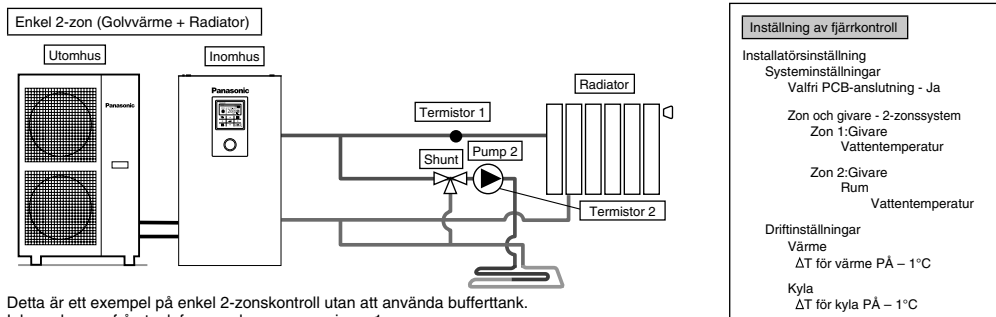 Enkel 2-zon (Golvvärme + Radiator)
Utomhus
Inomhus
Panasonic
Panasonic
Termistor 1
Radiator
Shunt
Pump 2
Termistor 2
Detta är ett exempel på enkel 2-zonskontroll utan att använda bufferttank.
Inställning av fjärrkontroll
Installatörsinställning
Systeminställningar
Valfri PCB-anslutning - Ja
Zon och givare - 2-zonssystem
Zon 1:Givare
Vattentemperatur
Zon 2:Givare
Rum
Vattentemperatur
Driftinställningar
Värme
ΔT för värme PÅ – 1°C
Kyla
ΔT för kyla PÅ – 1°C